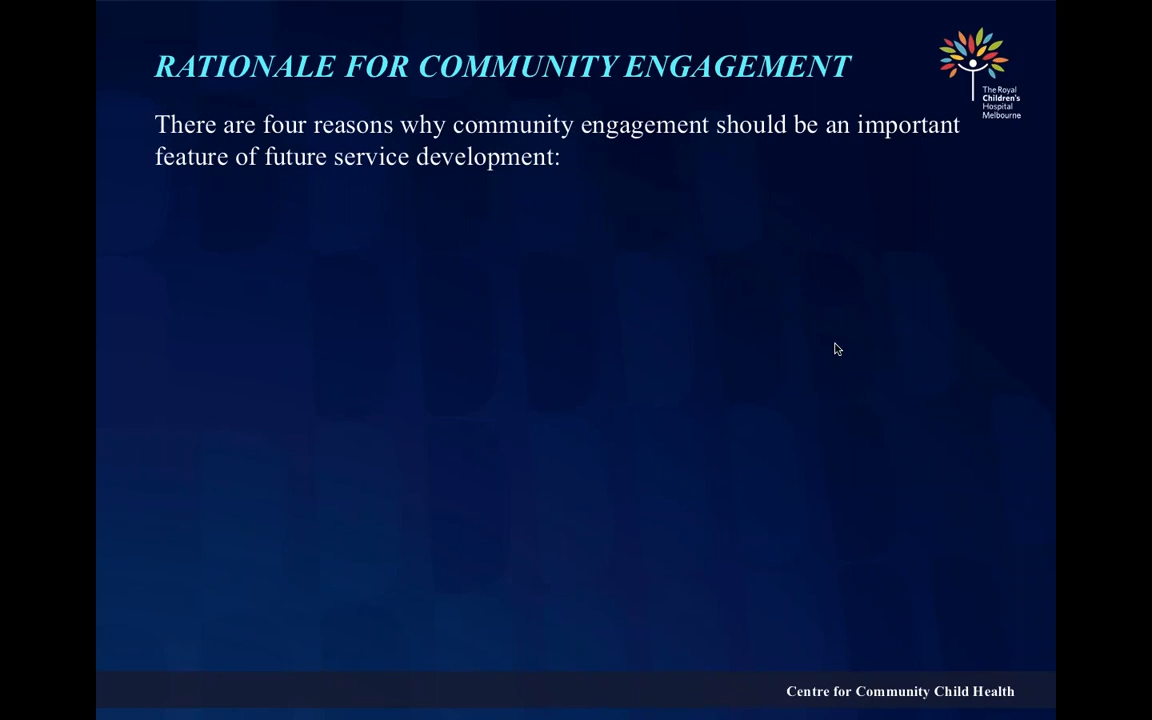 RATIONALE FOR COMMUNITY ENGAGEMENT
The Royal
Children's
Hospital
Melbourne
There are four reasons why community engagement should be an important
feature of future service development:
Centre for Community Child Health